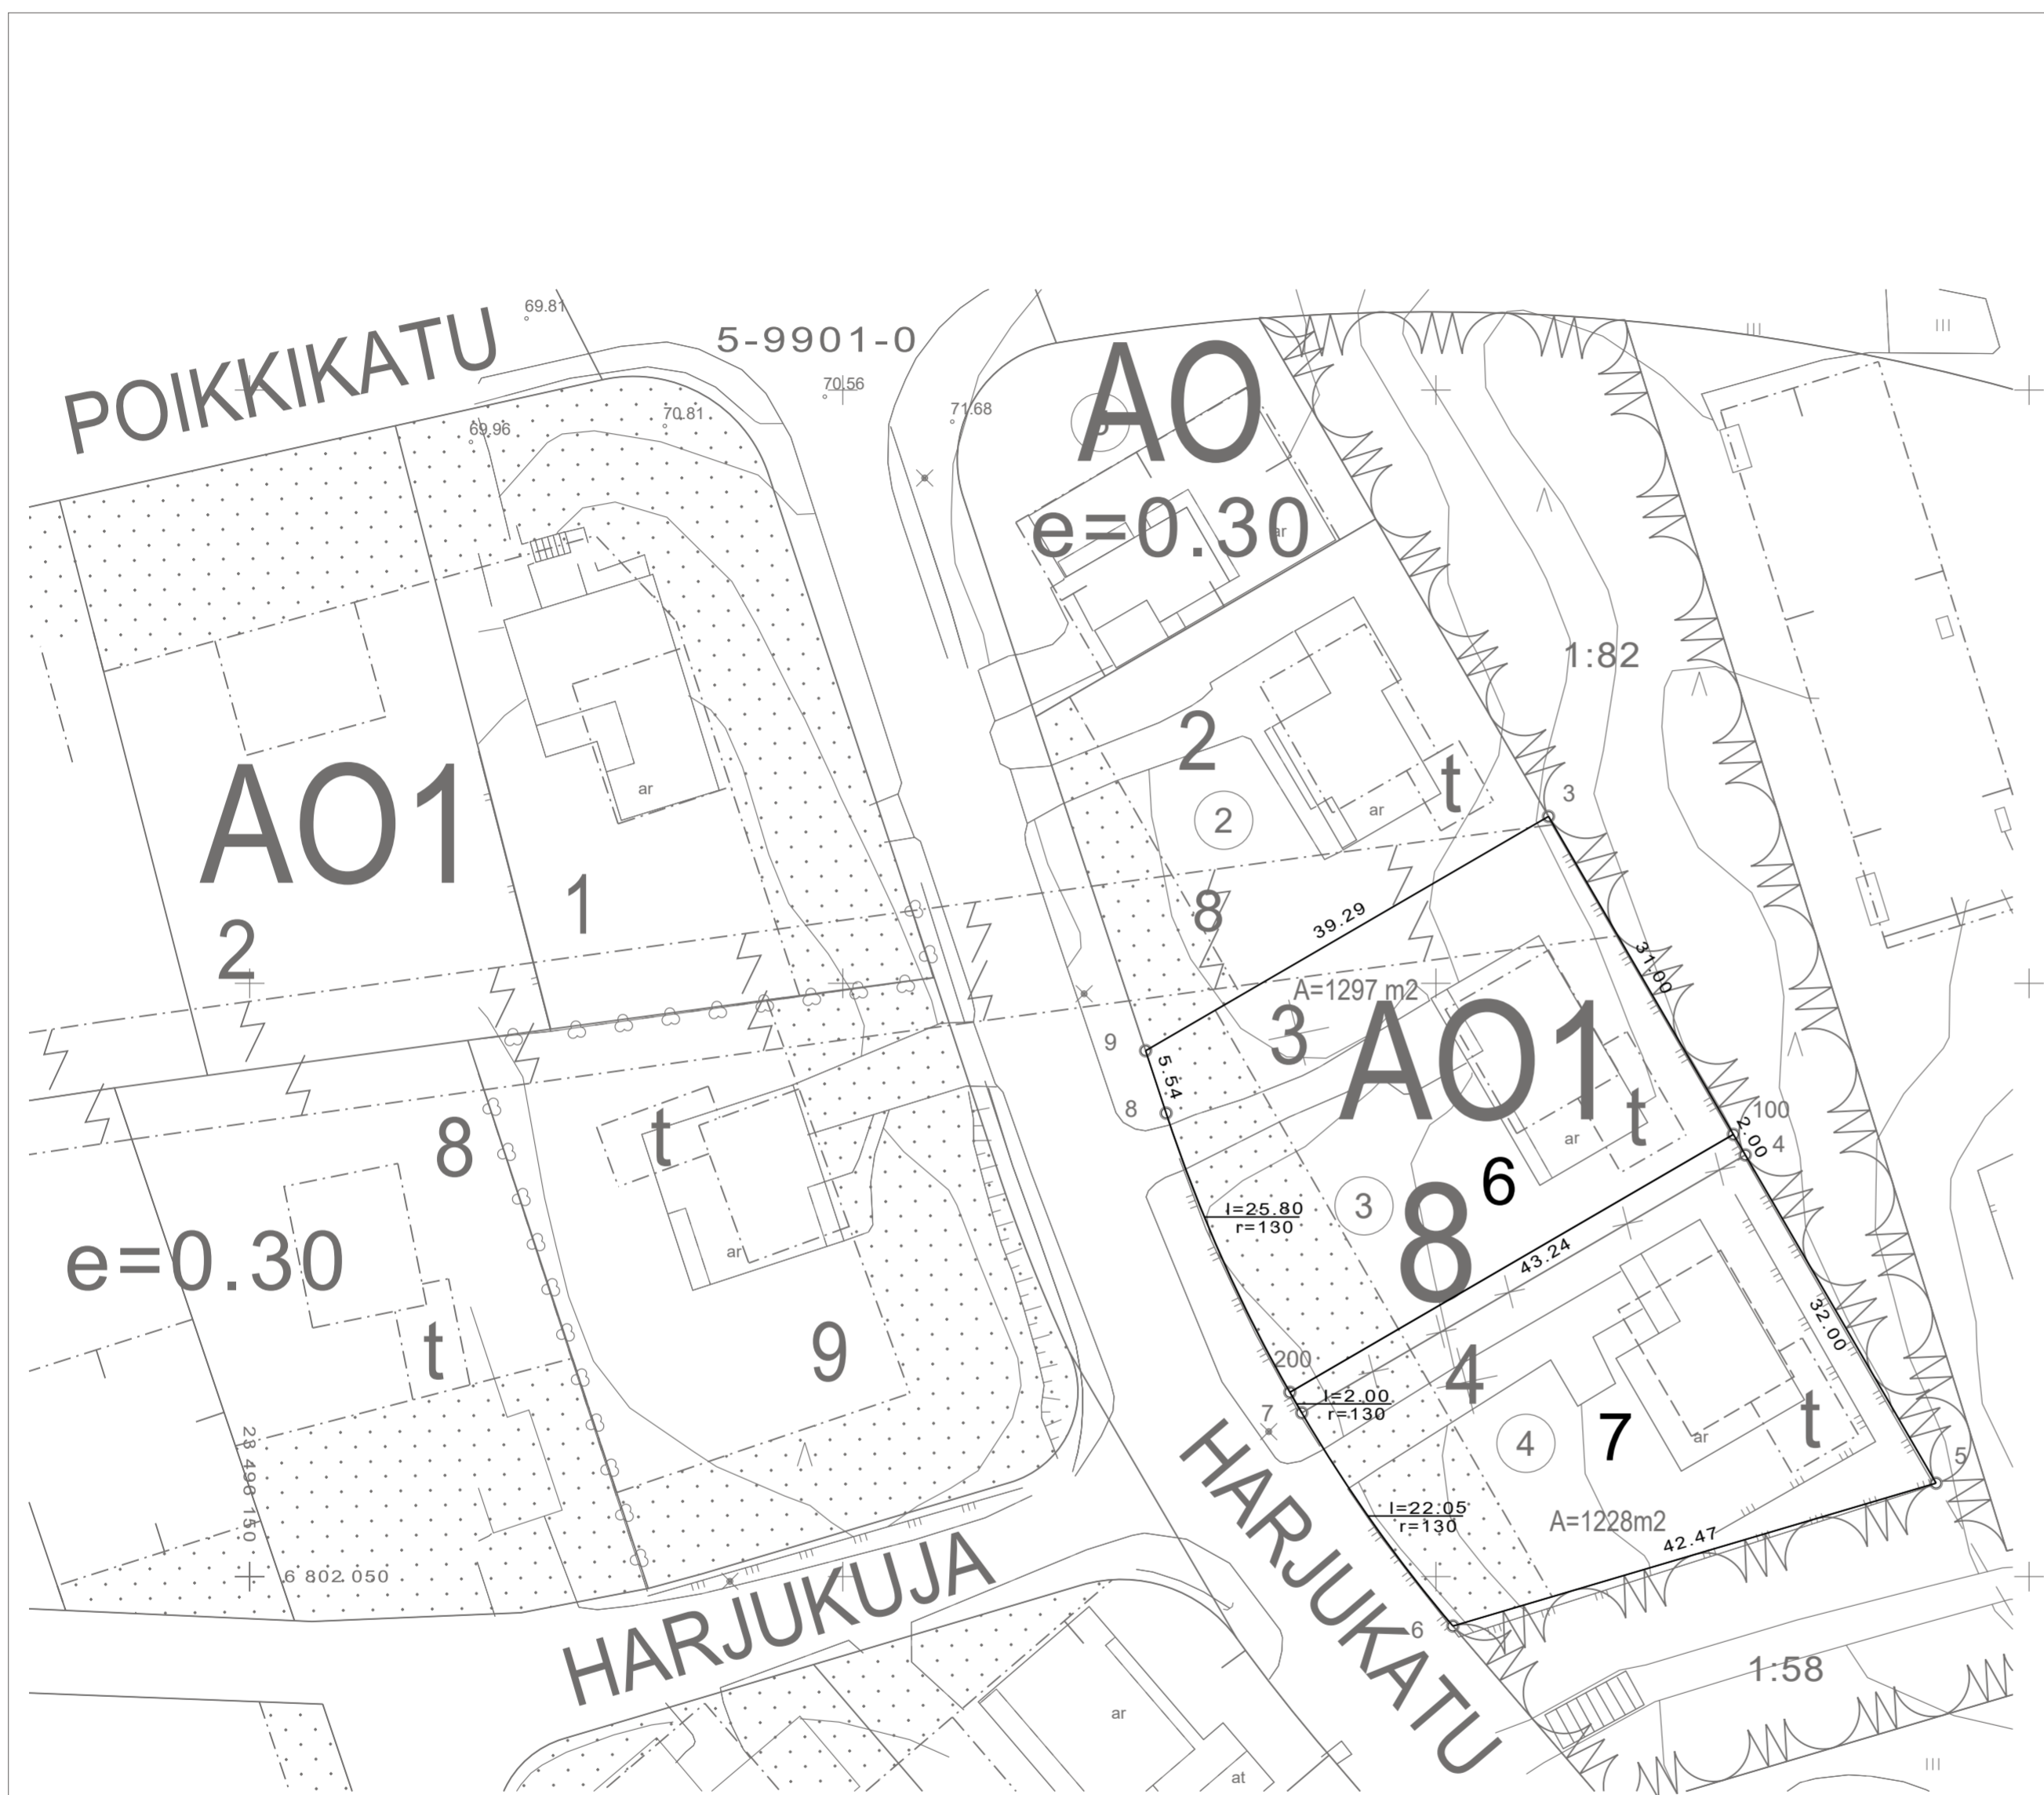 69.81
POIKKIKATU
5-9901-0
AO
70.56
71.68
70.81
69.96
e=0.30
ar
1:82
2
t
AO1
ar
ar
3
2
1
8
39.29
2
31.00
A=1297 m2
3
AO1
9
5.54
8
t
100
2.00
4
ar
8
t
6
3
8
l=25.80
r=130
e=0.30
ar
43.24
32.00
t
9
200
l=2.00
r=130
7
4
7
t
ar
4
5
23 498 150
HARJUKATU
l=22.05
r=130
A=1228m2
42.47
6 802 050
HARJUKUJA
6
1:58
ar
at